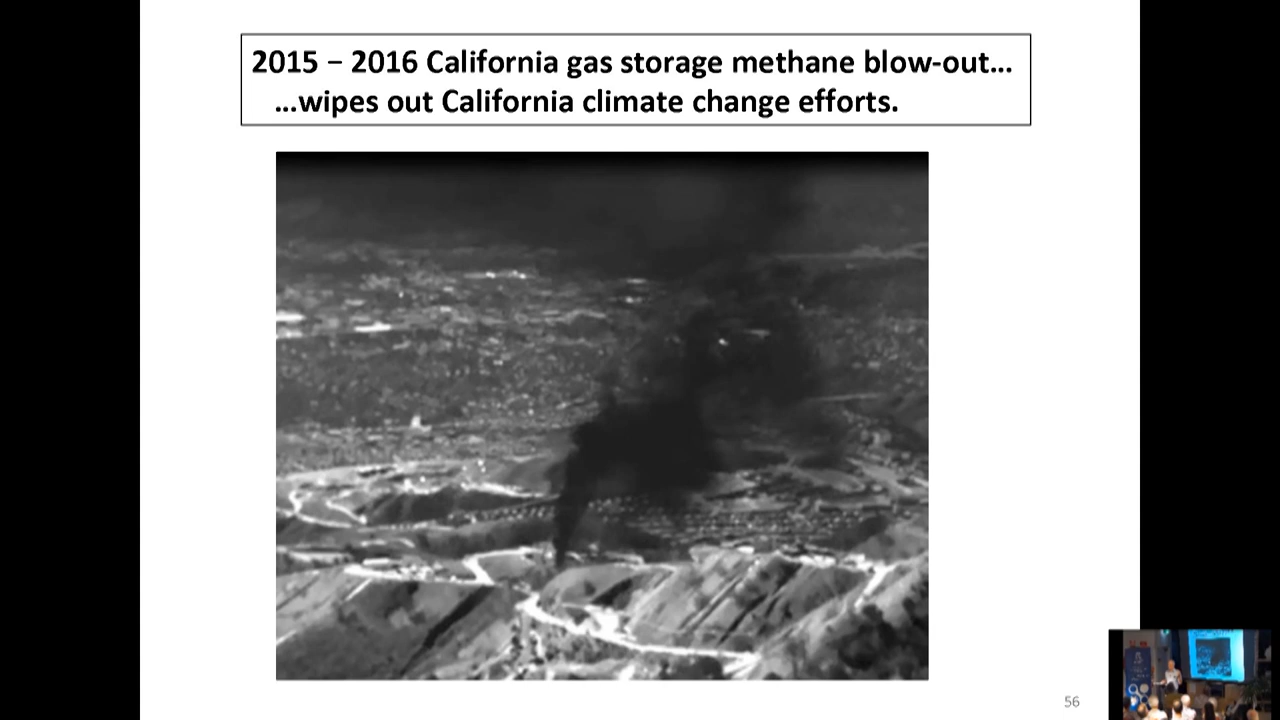 2015 – 2016 California gas storage methane blow-out...
...wipes out California climate change efforts.
56